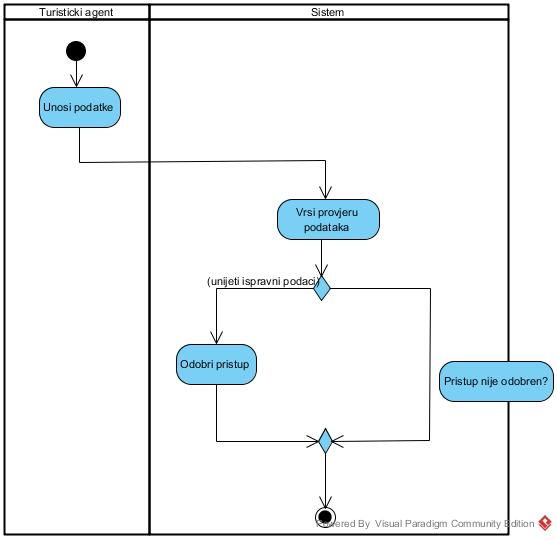 Turisticki agent
Sistem
Unosi podatke
Vrsi provjeru
podataka
(unijeti ispravni podaci)
Odobri pristup
Pristup nije odobren?
Powered By Visual Paradigm Community Edition